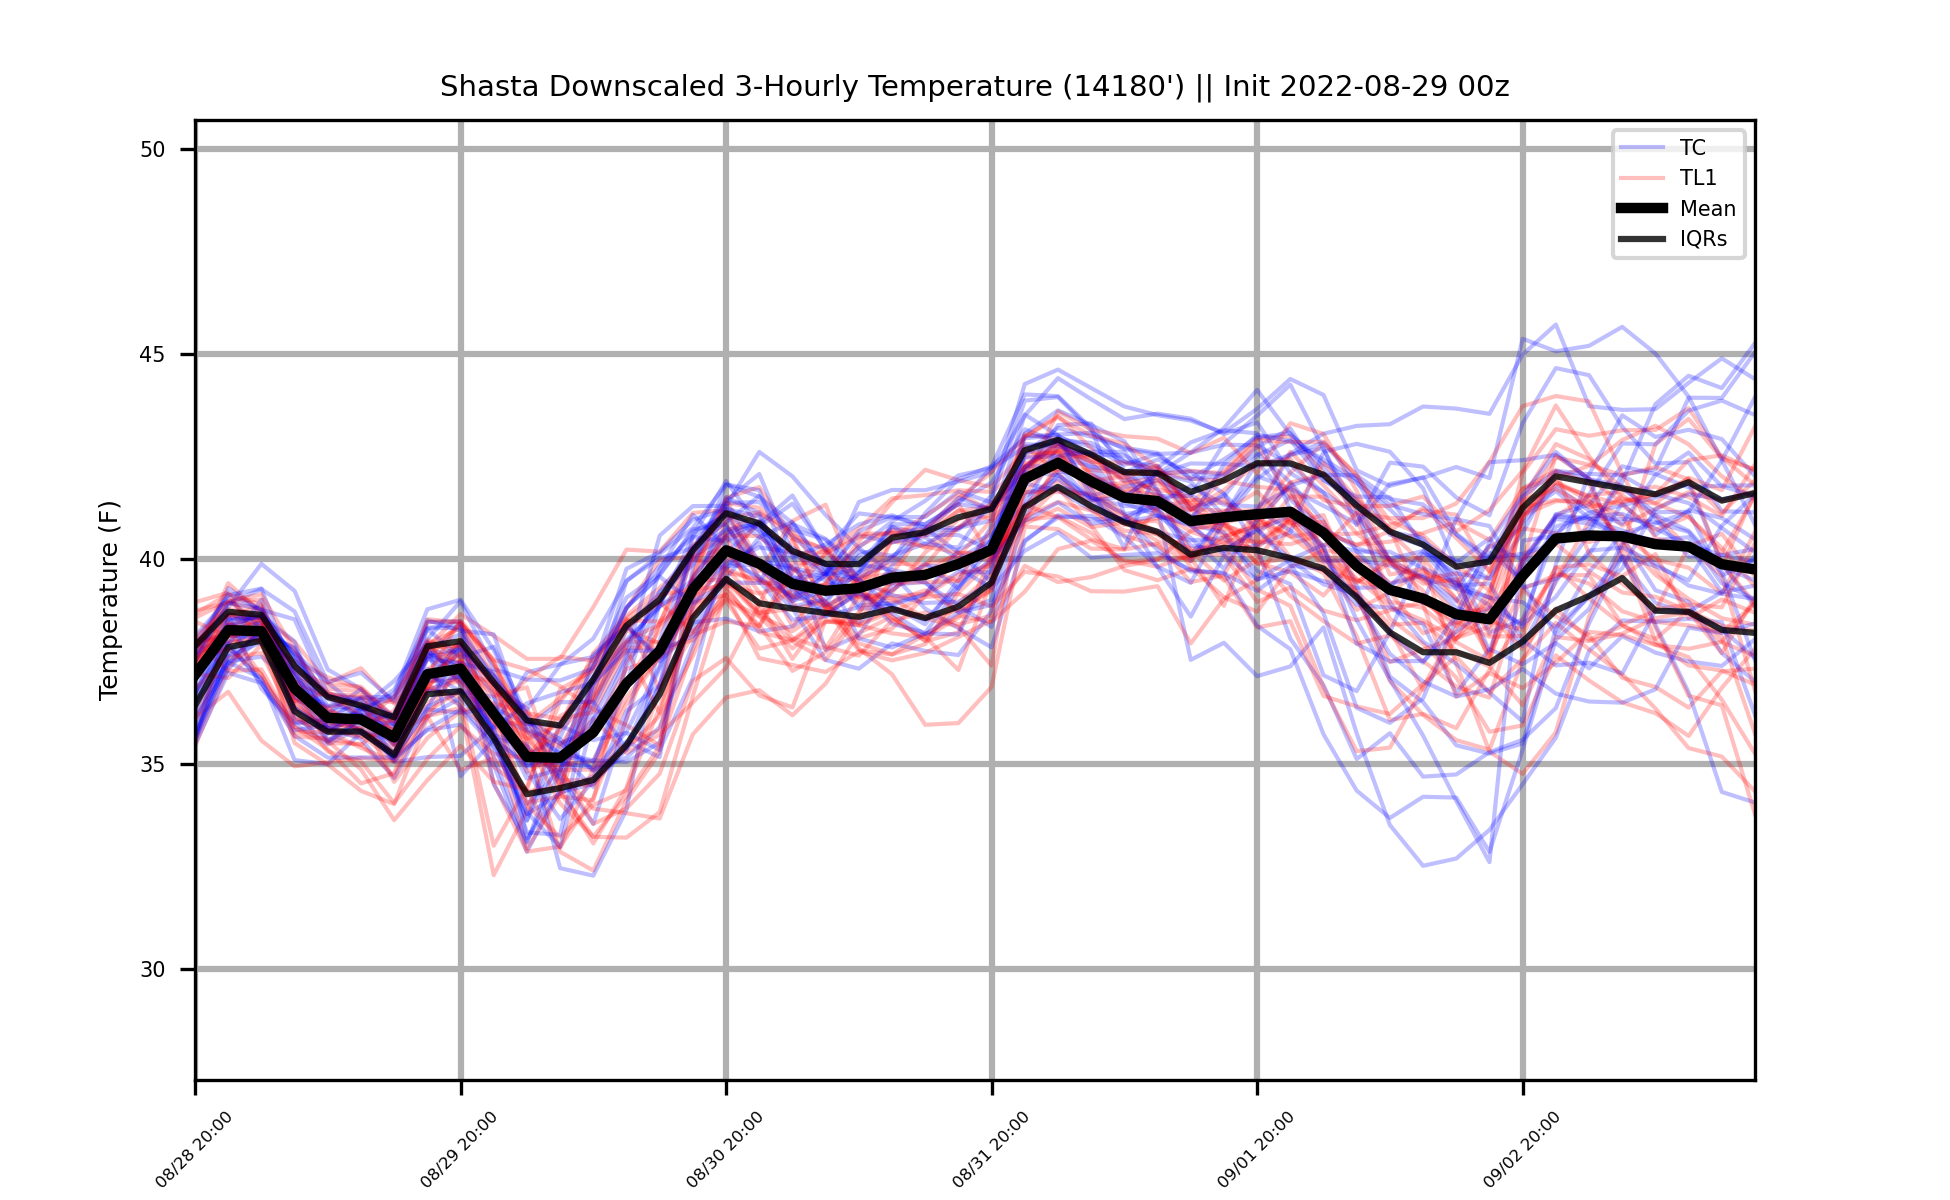 Shasta Downscaled 3-Hourly Temperature (14180') || Init 2022-08-29 00z
TC
TL1
Mean
IQRs
Temperature (F)
50
45
40
35
30
08/28 20:00
08/29 20:00
08/30 20:00
08/31 20:00
09/01 20:00
09/02 20:00